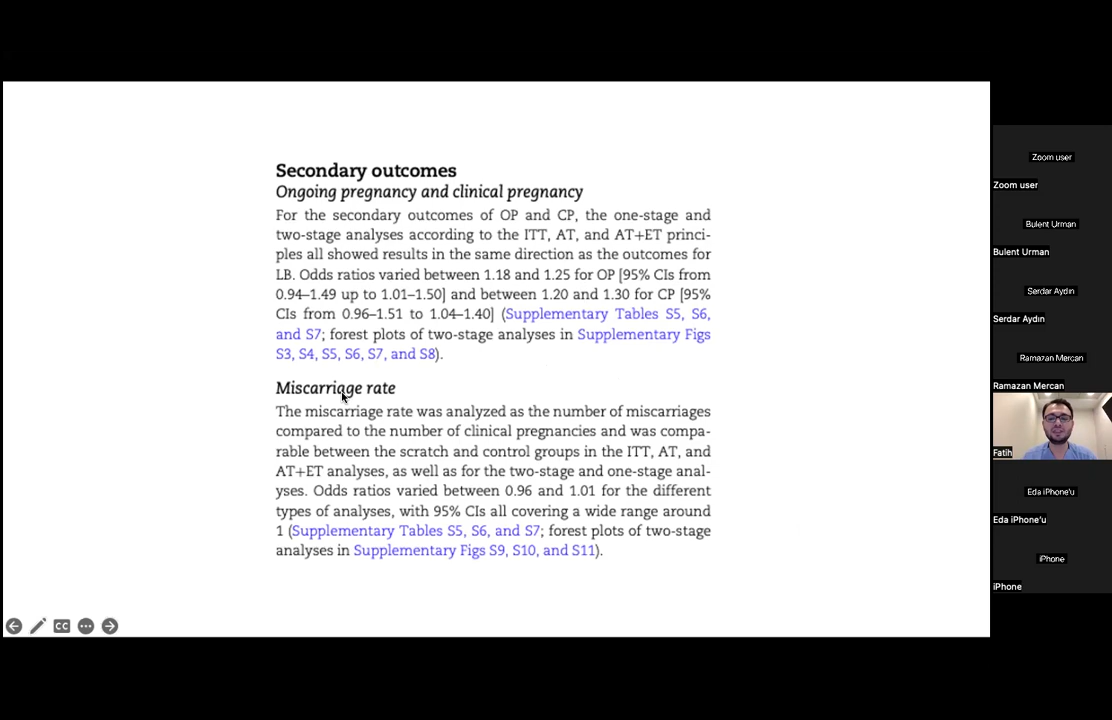 Secondary outcomes
Ongoing pregnancy and clinical pregnancy
For the secondary outcomes of OP and CP, the one-stage and
two-stage analyses according to the ITT, AT, and AT+ET princi-
ples all showed results in the same direction as the outcomes for
LB. Odds ratios varied between 1.18 and 1.25 for OP [95% CIs from
0.94–1.49 up to 1.01–1.50] and between 1.20 and 1.30 for CP [95%
CIs from 0.96–1.51 to 1.04–1.40] (Supplementary Tables S5, S6,
and S7; forest plots of two-stage analyses in Supplementary Figs
S3, S4, S5, S6, S7, and S8).
Miscarriage rate
The miscarriage rate was analyzed as the number of miscarriages
compared to the number of clinical pregnancies and was compa-
rable between the scratch and control groups in the ITT, AT, and
AT+ET analyses, as well as for the two-stage and one-stage anal-
yses. Odds ratios varied between 0.96 and 1.01 for the different
types of analyses, with 95% CIs all covering a wide range around
1 (Supplementary Tables S5, S6, and S7; forest plots of two-stage
analyses in Supplementary Figs S9, S10, and S11).
CC
Zoom user
Zoom user
Bulent Urman
Bulent Urman
Serdar Aydın
Serdar Aydın
Ramazan Mercan
Ramazan Mercan
Fatih
Eda iPhone'u
Eda iPhone'u
iPhone
iPhone